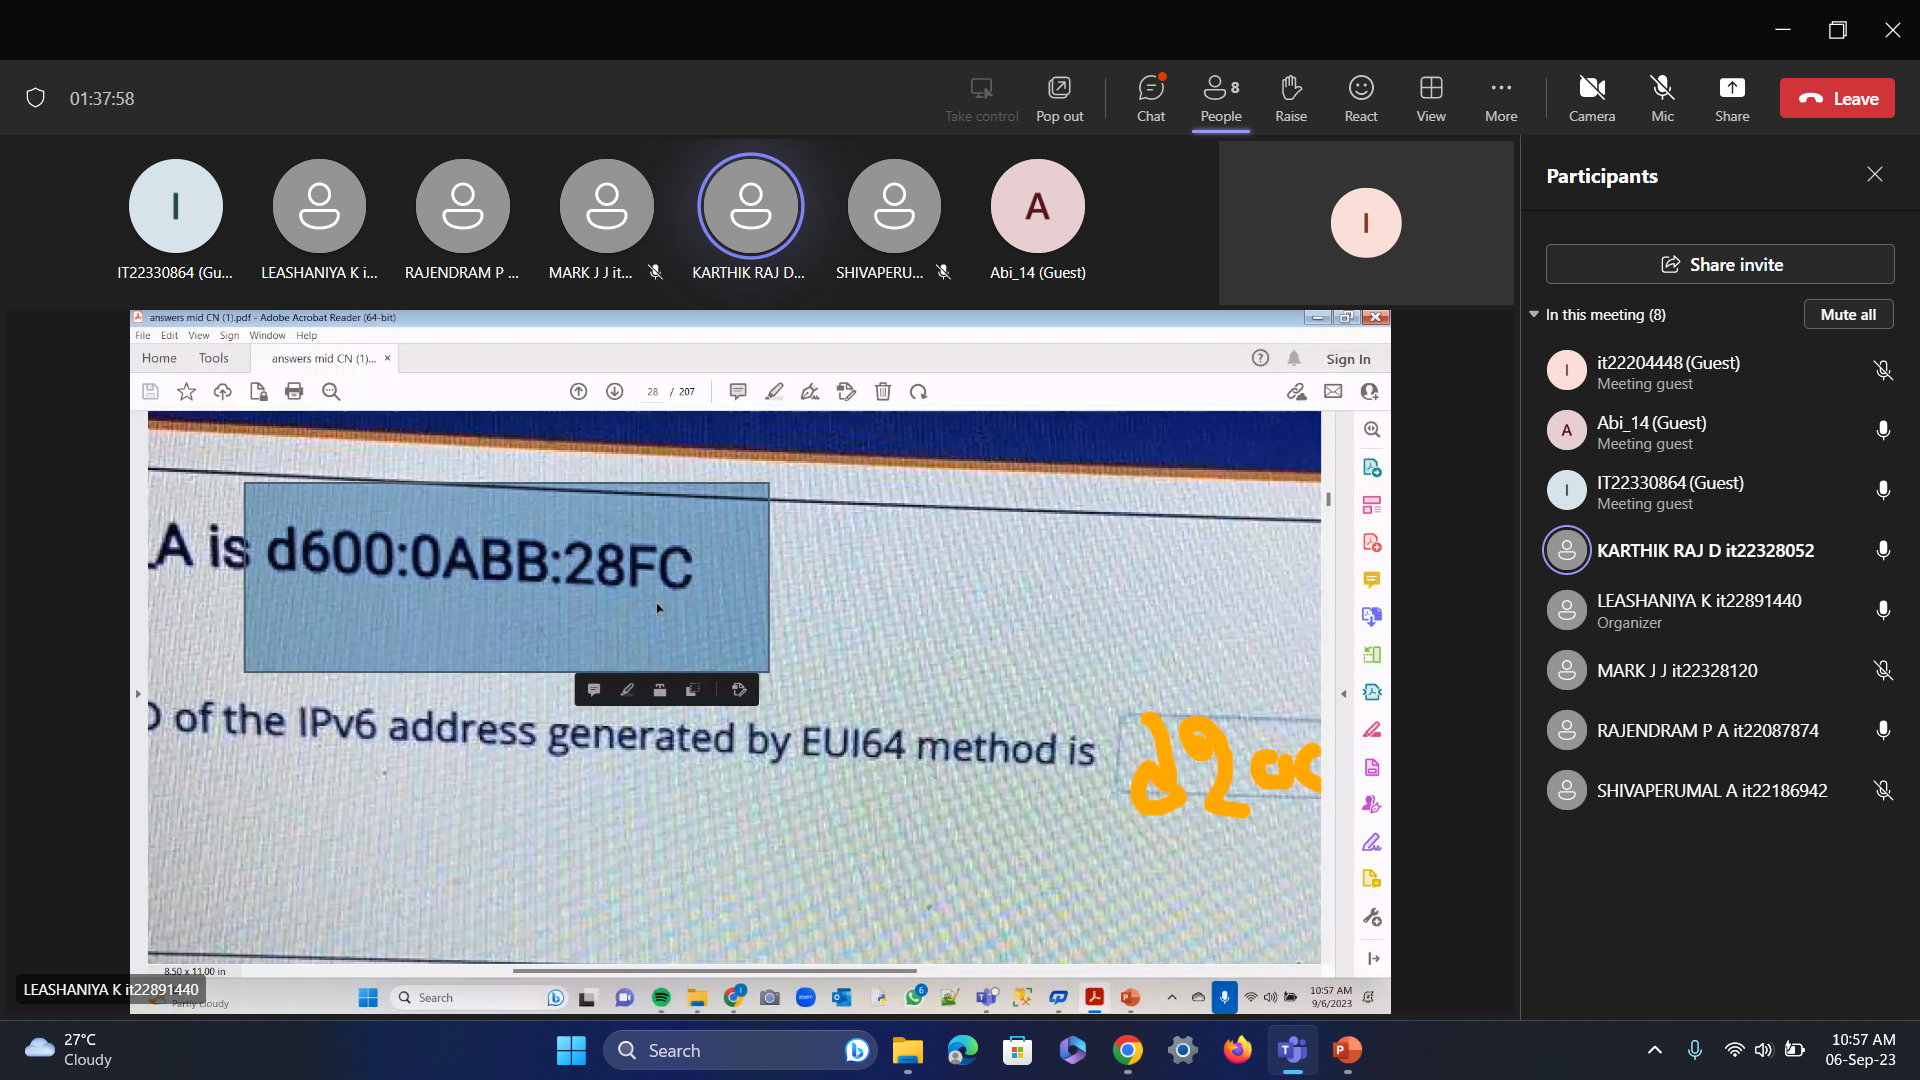 01:37:58
Take control
Pop out
Chat
8
People
Raise
React
View
More
Camera
Mic
Share
Leave
I
A
I
IT22330864 (Gu...
LEASHANIYA K i...
RAJENDRAM P ...
MARK J J it...
KARTHIK RAJ D...
SHIVAPERU...
Abi_14 (Guest)
Participants
Share invite
In this meeting (8)
Mute all
I
it22204448 (Guest)
Meeting guest
A
Abi_14 (Guest)
Meeting guest
I
IT22330864 (Guest)
Meeting guest
KARTHIK RAJ D it22328052
LEASHANIYA K it22891440
Organizer
MARK J J it22328120
RAJENDRAM P A it22087874
SHIVAPERUMAL A it22186942
answers mid CN (1).pdf - Adobe Acrobat Reader (64-bit)
File Edit View Sign Window Help
Home Tools answers mid CN (1)... × Sign In
28 / 207
A is d600:0ABB:28FC
D of the IPv6 address generated by EUI64 method is
8.50 x 11.00 in
LEASHANIYA K it22891440
Partly cloudy
Search
zoom
6
10:57 AM
9/6/2023
27°C
Cloudy
Search
10:57 AM
06-Sep-23